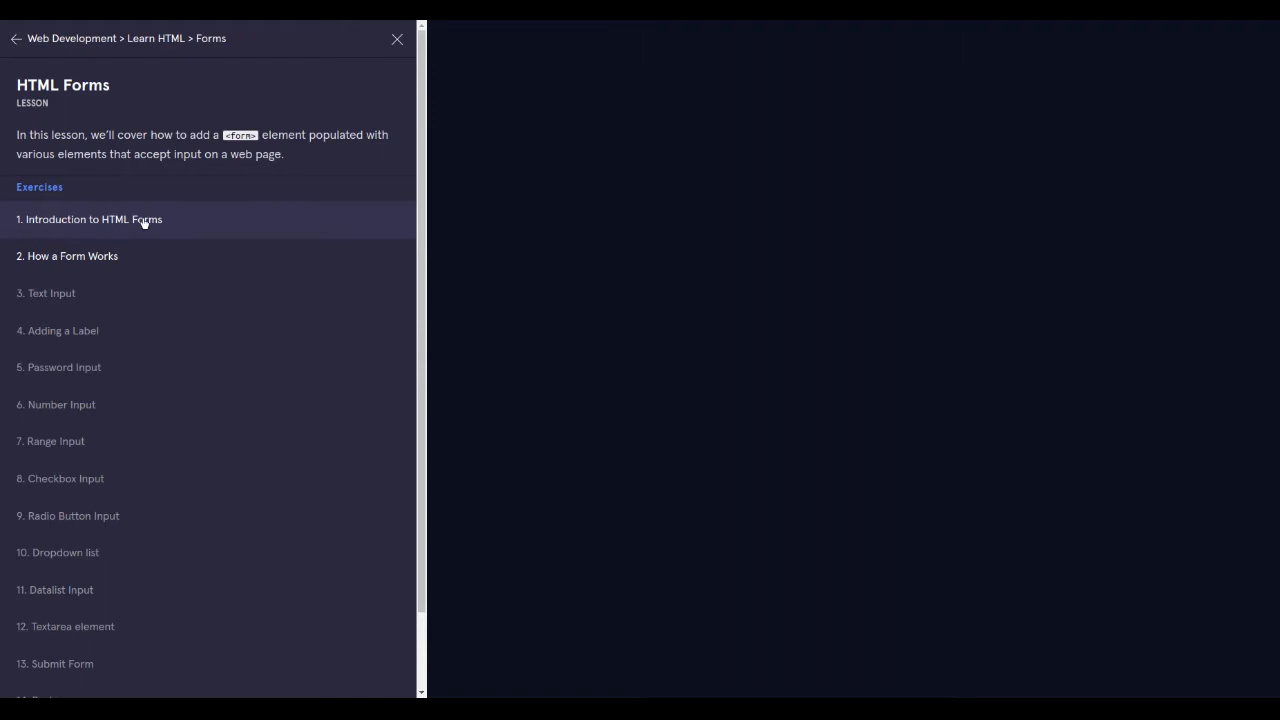 Web Development > Learn HTML > Forms
HTML Forms
LESSON
In this lesson, we'll cover how to add a <form> element populated with
various elements that accept input on a web page.
Exercises
1. Introduction to HTML Forms
2. How a Form Works
3. Text Input
4. Adding a Label
5. Password Input
6. Number Input
7. Range Input
8. Checkbox Input
9. Radio Button Input
10. Dropdown list
11. Datalist Input
12. Textarea element
13. Submit Form